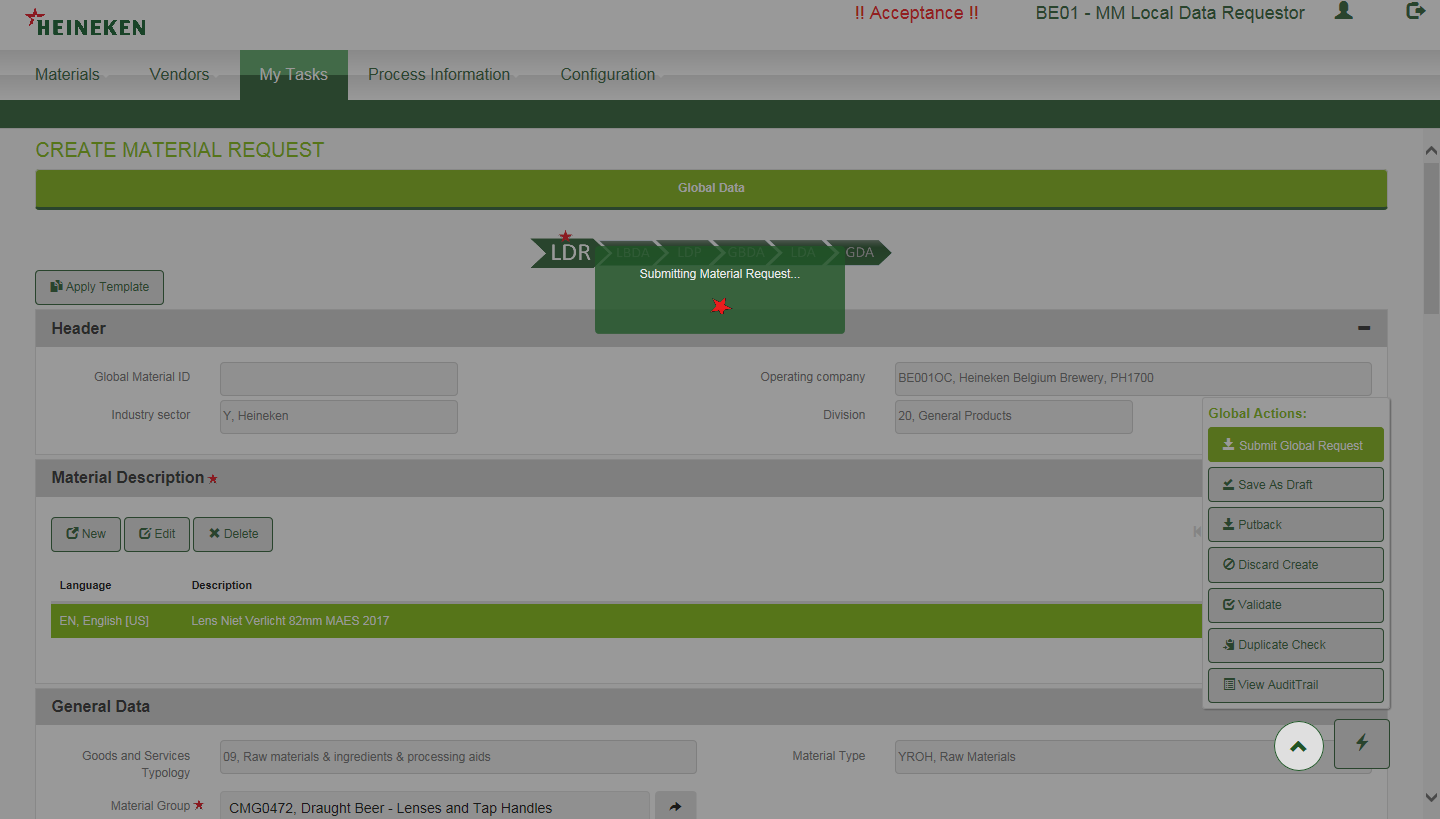 HEINEKEN
!! Acceptance !!
BE01 - MM Local Data Requestor
Materials
Vendors
My Tasks
Process Information
Configuration
CREATE MATERIAL REQUEST
Global Data
LDR
LBDA
LDP
GBDA
LDA
GDA
Submitting Material Request...
Apply Template
Header
Global Material ID
Operating company
BE001OC, Heineken Belgium Brewery, PH1700
Industry sector
Y, Heineken
Division
20, General Products
Global Actions:
Submit Global Request
Save As Draft
Putback
Discard Create
Validate
Duplicate Check
View AuditTrail
Material Description
New
Edit
Delete
Language
Description
EN, English [US]
Lens Niet Verlicht 82mm MAES 2017
General Data
Goods and Services
Typology
09, Raw materials & ingredients & processing aids
Material Type
YROH, Raw Materials
Material Group
CMG0472, Draught Beer - Lenses and Tap Handles